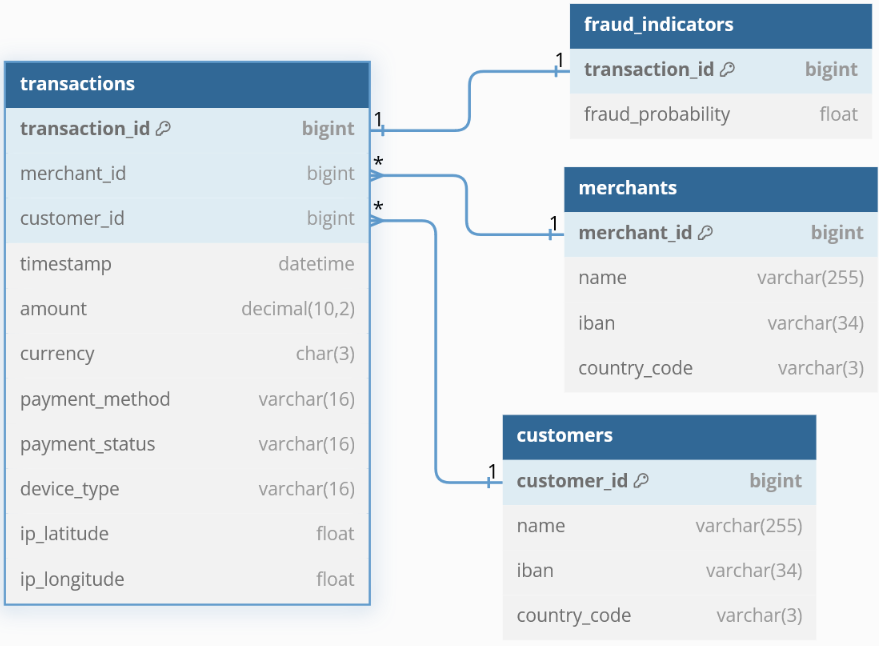 transactions
transaction_id bigint
merchant_id bigint
customer_id bigint
timestamp datetime
amount decimal(10,2)
currency char(3)
payment_method varchar(16)
payment_status varchar(16)
device_type varchar(16)
ip_latitude float
ip_longitude float
1
*
*
1
fraud_indicators
transaction_id bigint
fraud_probability float
1
merchants
merchant_id bigint
name varchar(255)
iban varchar(34)
country_code varchar(3)
1
customers
customer_id bigint
name varchar(255)
iban varchar(34)
country_code varchar(3)